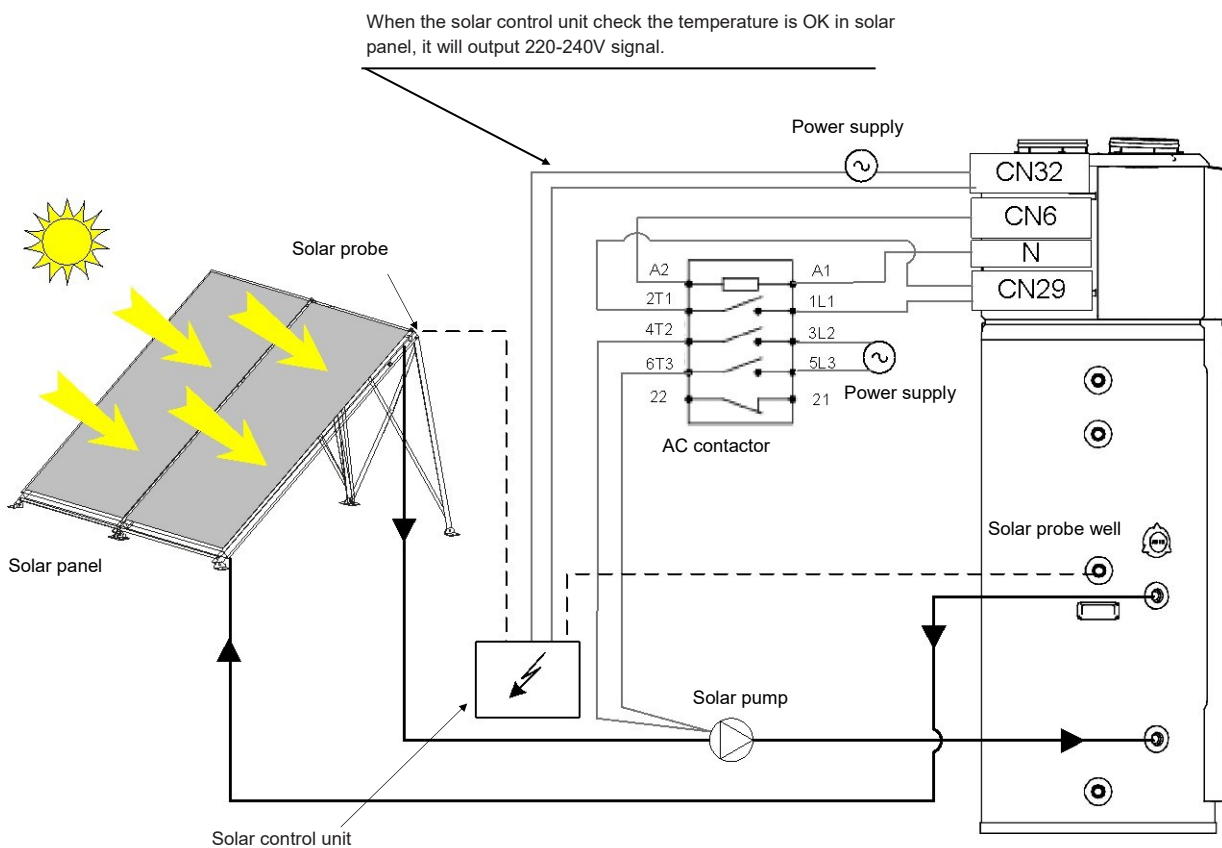 When the solar control unit check the temperature is OK in solar
panel, it will output 220-240V signal.
Power supply
CN32
CN6
N
CN29
Solar probe
A2
A1
2T1
1L1
4T2
3L2
6T3
5L3
Power supply
22
21
AC contactor
Solar probe well
Solar panel
Solar pump
Solar control unit